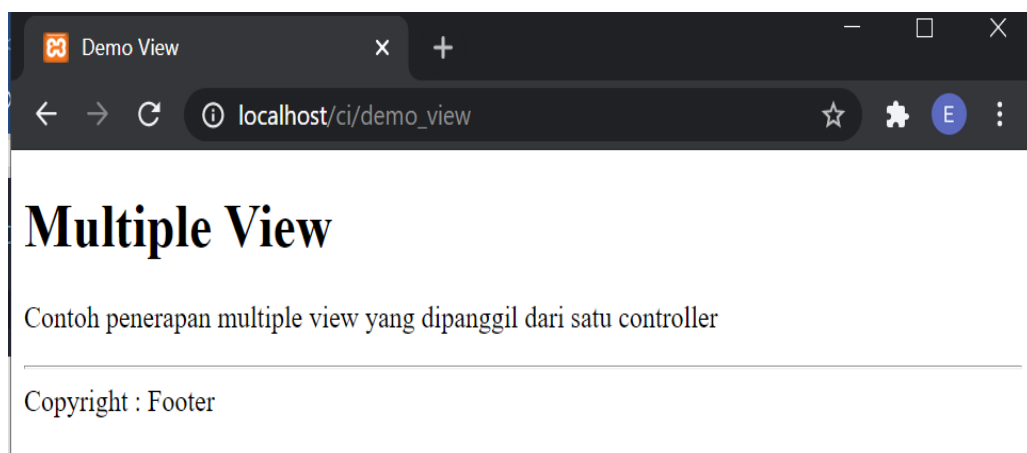 Demo View
localhost/ci/demo_view
E
Multiple View
Contoh penerapan multiple view yang dipanggil dari satu controller
Copyright : Footer